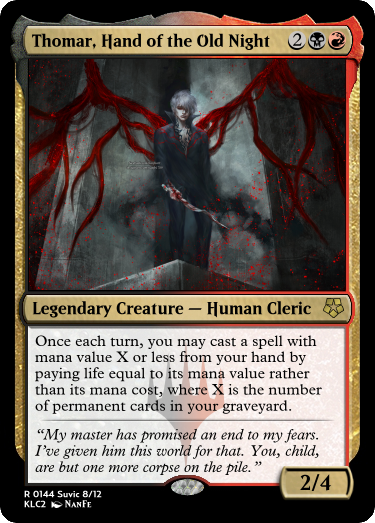 Thomar, Hand of the Old Night 2
Legendary Creature — Human Cleric
Once each turn, you may cast a spell with
mana value X or less from your hand by
paying life equal to its mana value rather
than its mana cost, where X is the number
of permanent cards in your graveyard.
“My master has promised an end to my fears.
I've given him this world for that. You, child,
are but one more corpse on the pile.”
2/4
R 0144 Suvic 8/12
KLC2 NanFe